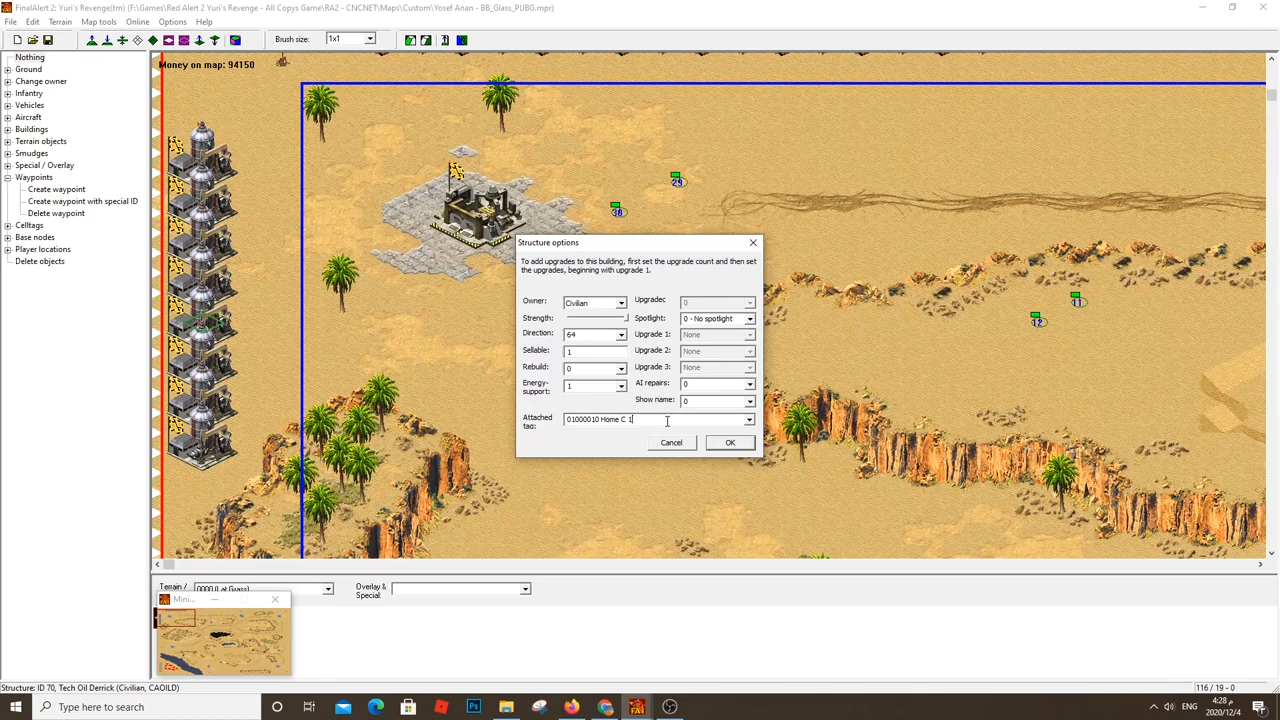 FinalAlert 2: Yuri's Revenge(tm) (E:\Games\Red Alert 2 Yuri's Revenge - All Copys Game\RA2 - CNCNET\Maps\Custom\Yosef Anan - BB_Glass_PUBG.mpr)
File Edit Terrain Map tools Online Options Help
Brush size: 1x1
Nothing
Ground
Change owner
Infantry
Vehicles
Aircraft
Buildings
Terrain objects
Smudges
Special / Overlay
Waypoints
Create waypoint
Create waypoint with special ID
Delete waypoint
Celltags
Base nodes
Player locations
Delete objects
Money on map: 94150
29
11
12
Structure options
To add upgrades to this building, first set the upgrade count and then set
the upgrades, beginning with upgrade 1.
Owner: Civilian Upgradec 0
Strength: Spotlight: 0 - No spotlight
Direction: 64 Upgrade 1: None
Sellable: 1 Upgrade 2: None
Rebuild: 0 Upgrade 3: None
Energy-
support: 1 AI repairs: 0
Show name: 0
Attached
tag: 01000010 Home C 1
Cancel OK
Terrain / 0000 (Lat Grass) Overlay &
Special:
Mini...
Structure: ID 70, Tech Oil Derrick (Civilian, CAOILD) 116 / 19 - 0
Type here to search
ENG
4:28 م
2020/12/4